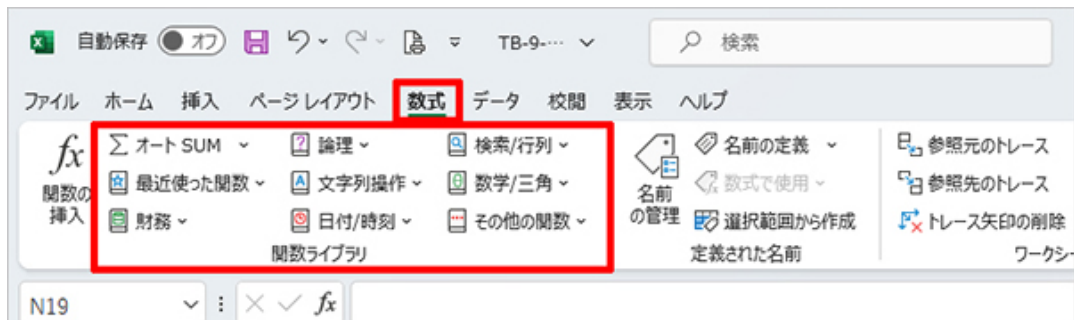 自動保存 オフ TB-9-… 検索
ファイル ホーム 挿入 ページ レイアウト 数式 データ 校閲 表示 ヘルプ
fx 関数の 挿入
Σ オート SUM 論理 検索/行列
最近使った関数 文字列操作 数学/三角
財務 日付/時刻 その他の関数
関数ライブラリ
名前 の管理
名前の定義
数式で使用
選択範囲から作成
定義された名前
参照元のトレース
参照先のトレース
トレース矢印の削除
ワークシー
N19 fx